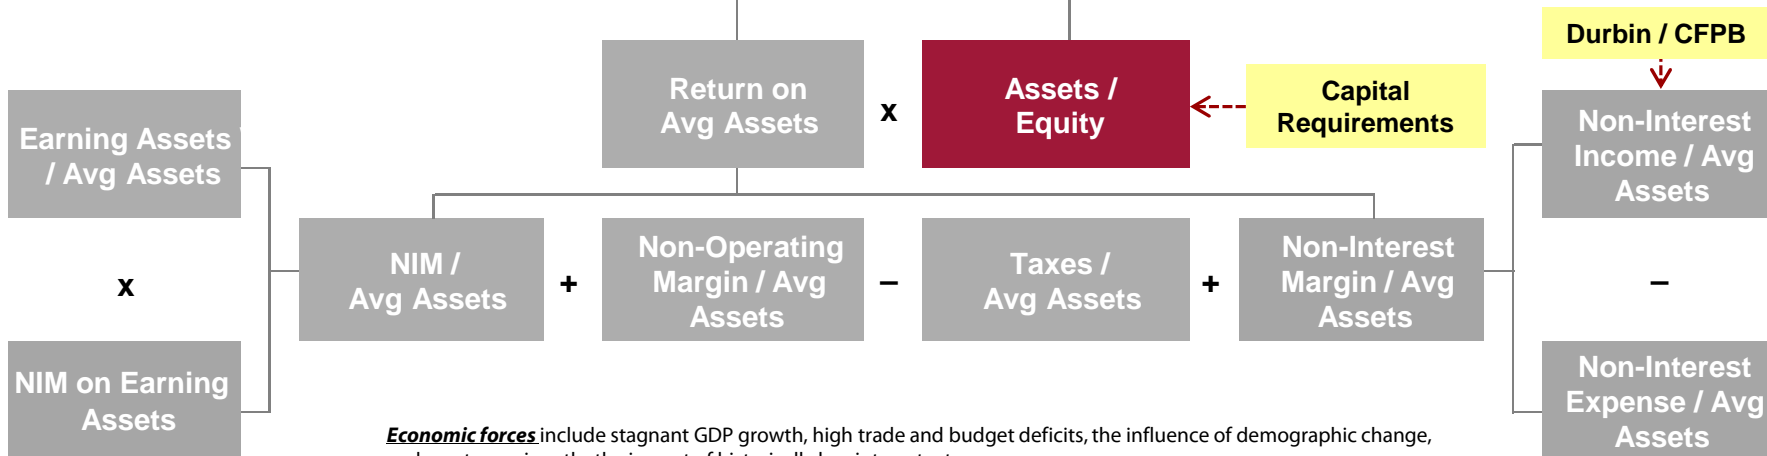 Durbin / CFPB
Return on
Avg Assets
x
Assets /
Equity
Capital
Requirements
Earning Assets
/ Avg Assets
Non-Interest
Income / Avg
Assets
x
NIM /
Avg Assets
+
Non-Operating
Margin / Avg
Assets
–
Taxes /
Avg Assets
+
Non-Interest
Margin / Avg
Assets
–
NIM on Earning
Assets
Non-Interest
Expense / Avg
Assets
Economic forces include stagnant GDP growth, high trade and budget deficits, the influence of demographic change,